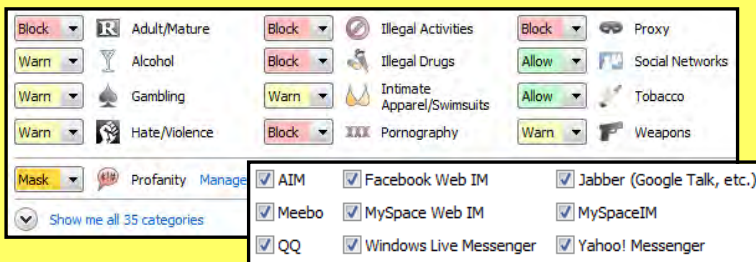 Block Adult/Mature Block Illegal Activities Block Proxy
Warn Alcohol Block Illegal Drugs Allow Social Networks
Warn Gambling Warn Intimate Apparel/Swimsuits Allow Tobacco
Warn Hate/Violence Block XXX Pornography Warn Weapons
Mask #!@ Profanity Manage
Show me all 35 categories
AIM Facebook Web IM Jabber (Google Talk, etc.)
Meebo MySpace Web IM MySpaceIM
QQ Windows Live Messenger Yahoo! Messenger